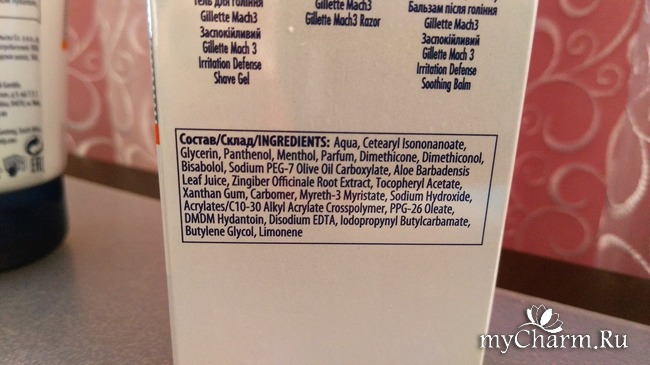 Гель для гоління
Gillette Mach3
Заспокійливий
Gillette Mach 3
Irritation Defense
Shave Gel
Gillette Mach3
Gillette Mach3 Razor
Бальзам після гоління
Gillette Mach3
Заспокійливий
Gillette Mach 3
Irritation Defense
Soothing Balm
Состав/Склад/INGREDIENTS: Aqua, Cetearyl Isononanoate,
Glycerin, Panthenol, Menthol, Parfum, Dimethicone, Dimethiconol,
Bisabolol, Sodium PEG-7 Olive Oil Carboxylate, Aloe Barbadensis
Leaf Juice, Zingiber Officinale Root Extract, Tocopheryl Acetate,
Xanthan Gum, Carbomer, Myreth-3 Myristate, Sodium Hydroxide,
Acrylates/C10-30 Alkyl Acrylate Crosspolymer, PPG-26 Oleate,
DMDM Hydantoin, Disodium EDTA, Iodopropynyl Butylcarbamate,
Butylene Glycol, Limonene
EAC
myCharm.Ru